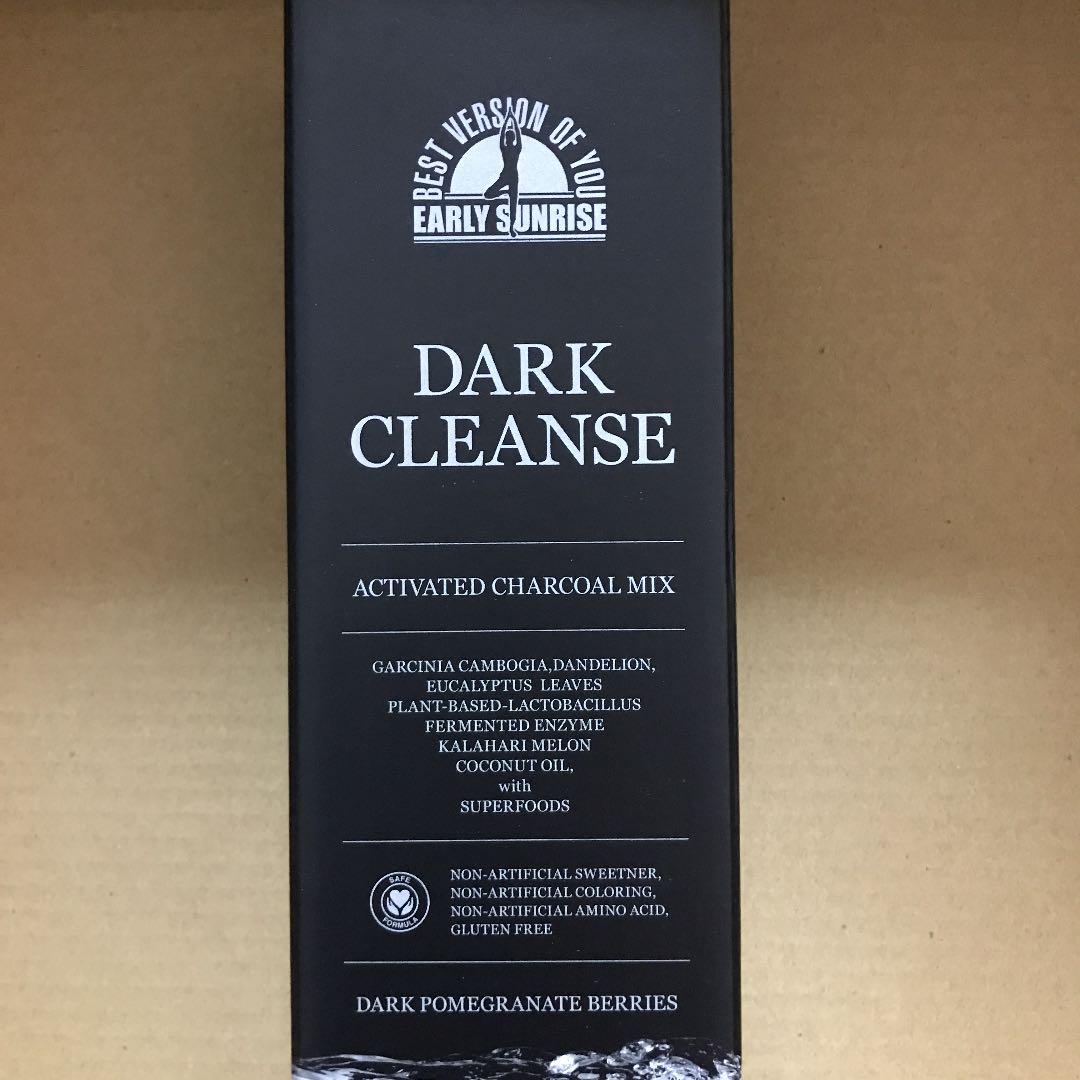 BEST VERSION OF YOU
EARLY SUNRISE
DARK
CLEANSE
ACTIVATED CHARCOAL MIX
GARCINIA CAMBOGIA,DANDELION,
EUCALYPTUS LEAVES
PLANT-BASED-LACTOBACILLUS
FERMENTED ENZYME
KALAHARI MELON
COCONUT OIL,
with
SUPERFOODS
SAFE
FORMULA
NON-ARTIFICIAL SWEETNER,
NON-ARTIFICIAL COLORING,
NON-ARTIFICIAL AMINO ACID,
GLUTEN FREE
DARK POMEGRANATE BERRIES